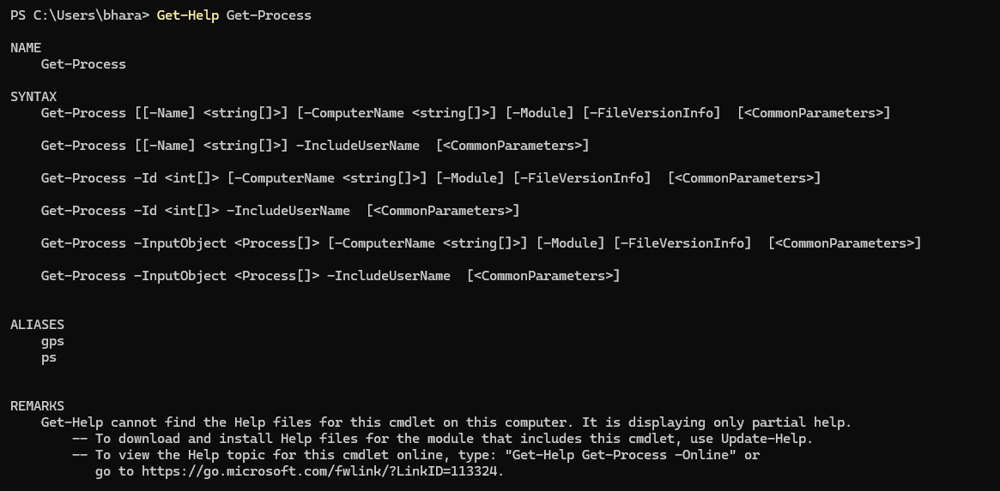 PS C:\Users\bhara> Get-Help Get-Process
NAME
Get-Process
SYNTAX
Get-Process [[-Name] <string[]>] [-ComputerName <string[]>] [-Module] [-FileVersionInfo]  [<CommonParameters>]
Get-Process [[-Name] <string[]>] -IncludeUserName  [<CommonParameters>]
Get-Process -Id <int[]> [-ComputerName <string[]>] [-Module] [-FileVersionInfo]  [<CommonParameters>]
Get-Process -Id <int[]> -IncludeUserName  [<CommonParameters>]
Get-Process -InputObject <Process[]> [-ComputerName <string[]>] [-Module] [-FileVersionInfo]  [<CommonParameters>]
Get-Process -InputObject <Process[]> -IncludeUserName  [<CommonParameters>]
ALIASES
gps
ps
REMARKS
Get-Help cannot find the Help files for this cmdlet on this computer. It is displaying only partial help.
-- To download and install Help files for the module that includes this cmdlet, use Update-Help.
-- To view the Help topic for this cmdlet online, type: "Get-Help Get-Process -Online" or
go to https://go.microsoft.com/fwlink/?LinkID=113324.